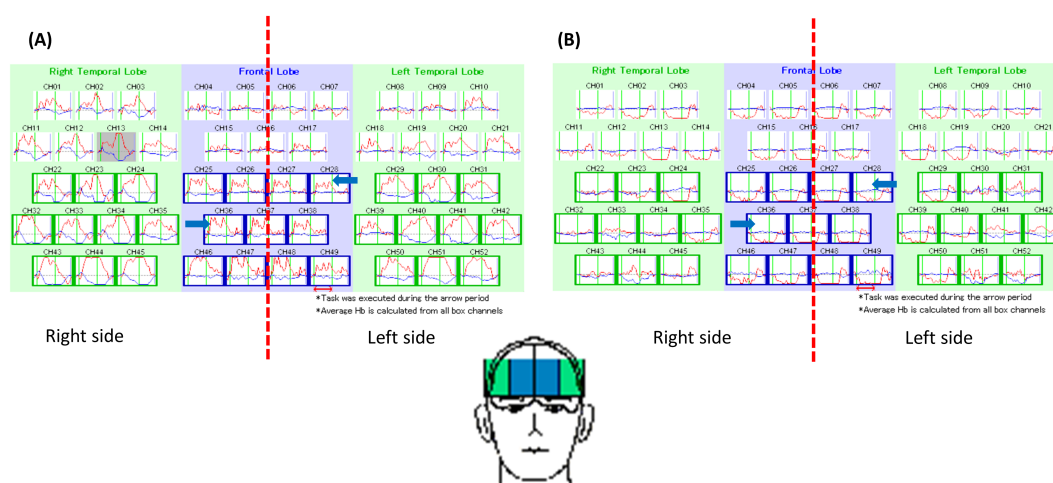 (A)
Right Temporal Lobe Frontal Lobe Left Temporal Lobe
CH01 CH02 CH03 CH04 CH05 CH06 CH07 CH08 CH09 CH10
CH11 CH12 CH13 CH14 CH15 CH16 CH17 CH18 CH19 CH20 CH21
CH22 CH23 CH24 CH25 CH26 CH27 CH28 CH29 CH30 CH31
CH32 CH33 CH34 CH35 CH36 CH37 CH38 CH39 CH40 CH41 CH42
CH43 CH44 CH45 CH46 CH47 CH48 CH49 CH50 CH51 CH52
*Task was executed during the arrow period
*Average Hb is calculated from all box channels
Right side Left side
(B)
Right Temporal Lobe Frontal Lobe Left Temporal Lobe
CH01 CH02 CH03 CH04 CH05 CH06 CH07 CH08 CH09 CH10
CH11 CH12 CH13 CH14 CH15 CH16 CH17 CH18 CH19 CH20 CH21
CH22 CH23 CH24 CH25 CH26 CH27 CH28 CH29 CH30 CH31
CH32 CH33 CH34 CH35 CH36 CH37 CH38 CH39 CH40 CH41 CH42
CH43 CH44 CH45 CH46 CH47 CH48 CH49 CH50 CH51 CH52
*Task was executed during the arrow period
*Average Hb is calculated from all box channels
Right side Left side